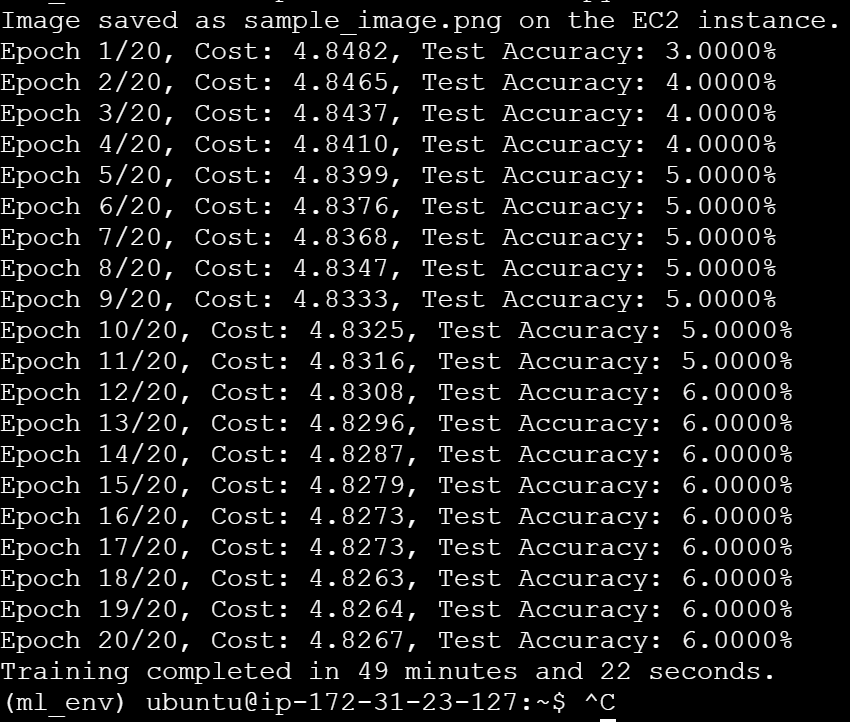 Image saved as sample_image.png on the EC2 instance.
Epoch 1/20, Cost: 4.8482, Test Accuracy: 3.0000%
Epoch 2/20, Cost: 4.8465, Test Accuracy: 4.0000%
Epoch 3/20, Cost: 4.8437, Test Accuracy: 4.0000%
Epoch 4/20, Cost: 4.8410, Test Accuracy: 4.0000%
Epoch 5/20, Cost: 4.8399, Test Accuracy: 5.0000%
Epoch 6/20, Cost: 4.8376, Test Accuracy: 5.0000%
Epoch 7/20, Cost: 4.8368, Test Accuracy: 5.0000%
Epoch 8/20, Cost: 4.8347, Test Accuracy: 5.0000%
Epoch 9/20, Cost: 4.8333, Test Accuracy: 5.0000%
Epoch 10/20, Cost: 4.8325, Test Accuracy: 5.0000%
Epoch 11/20, Cost: 4.8316, Test Accuracy: 5.0000%
Epoch 12/20, Cost: 4.8308, Test Accuracy: 6.0000%
Epoch 13/20, Cost: 4.8296, Test Accuracy: 6.0000%
Epoch 14/20, Cost: 4.8287, Test Accuracy: 6.0000%
Epoch 15/20, Cost: 4.8279, Test Accuracy: 6.0000%
Epoch 16/20, Cost: 4.8273, Test Accuracy: 6.0000%
Epoch 17/20, Cost: 4.8273, Test Accuracy: 6.0000%
Epoch 18/20, Cost: 4.8263, Test Accuracy: 6.0000%
Epoch 19/20, Cost: 4.8264, Test Accuracy: 6.0000%
Epoch 20/20, Cost: 4.8267, Test Accuracy: 6.0000%
Training completed in 49 minutes and 22 seconds.
(ml_env) ubuntu@ip-172-31-23-127:~$ ^C